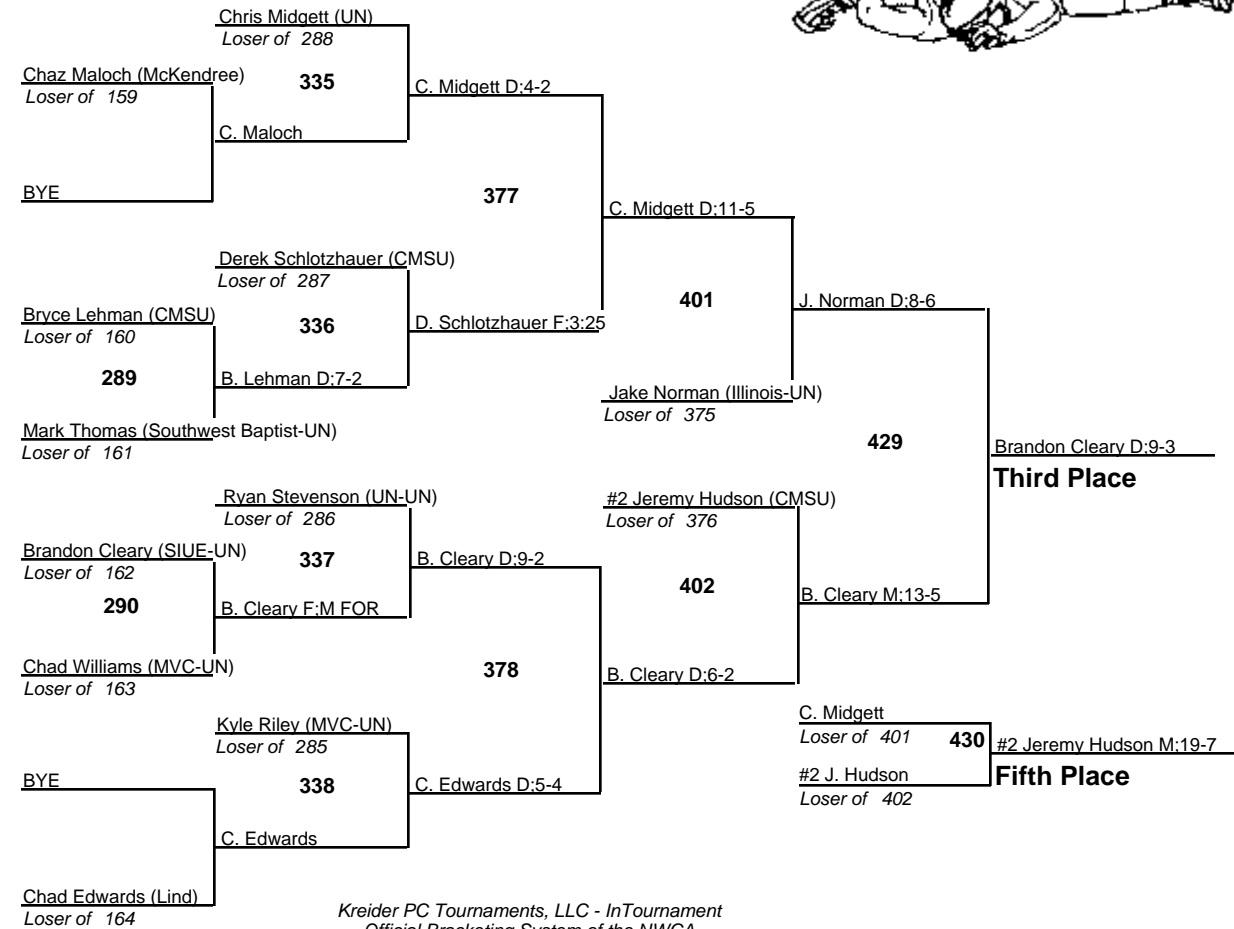 Chris Midgett (UN)
Loser of 288
Chaz Maloch (McKendree)
Loser of 159
335
C. Midgett D;4-2
C. Maloch
BYE
377
C. Midgett D;11-5
Derek Schlotzhauer (CMSU)
Loser of 287
Bryce Lehman (CMSU)
Loser of 160
336
D. Schlotzhauer F;3:25
289
B. Lehman D;7-2
Mark Thomas (Southwest Baptist-UN)
Loser of 161
401
J. Norman D;8-6
Jake Norman (Illinois-UN)
Loser of 375
429
Brandon Cleary D;9-3
Third Place
Ryan Stevenson (UN-UN)
Loser of 286
#2 Jeremy Hudson (CMSU)
Loser of 376
Brandon Cleary (SIUE-UN)
Loser of 162
337
B. Cleary D;9-2
290
B. Cleary F;M FOR
402
B. Cleary M;13-5
Chad Williams (MVC-UN)
Loser of 163
378
B. Cleary D;6-2
Kyle Riley (MVC-UN)
Loser of 285
C. Midgett
Loser of 401
430
#2 Jeremy Hudson M;19-7
Fifth Place
#2 J. Hudson
Loser of 402
BYE
338
C. Edwards D;5-4
C. Edwards
Chad Edwards (Lind)
Loser of 164
Kreider PC Tournaments, LLC - InTournament
Official Bracketing System of the NWCA